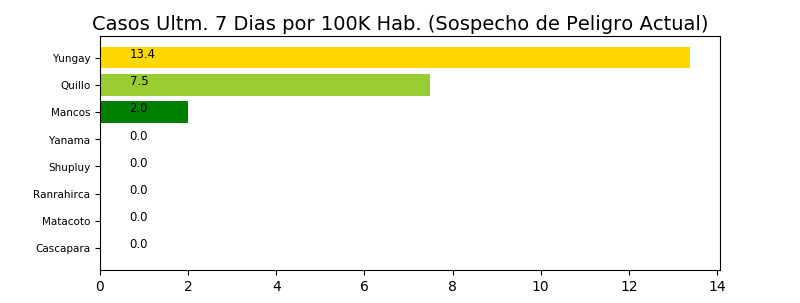 Casos Ultm. 7 Dias por 100K Hab. (Sospecho de Peligro Actual)
Yungay 13.4
Quillo 7.5
Mancos 2.0
Yanama 0.0
Shupluy 0.0
Ranrahirca 0.0
Matacoto 0.0
Cascapara 0.0
0 2 4 6 8 10 12 14